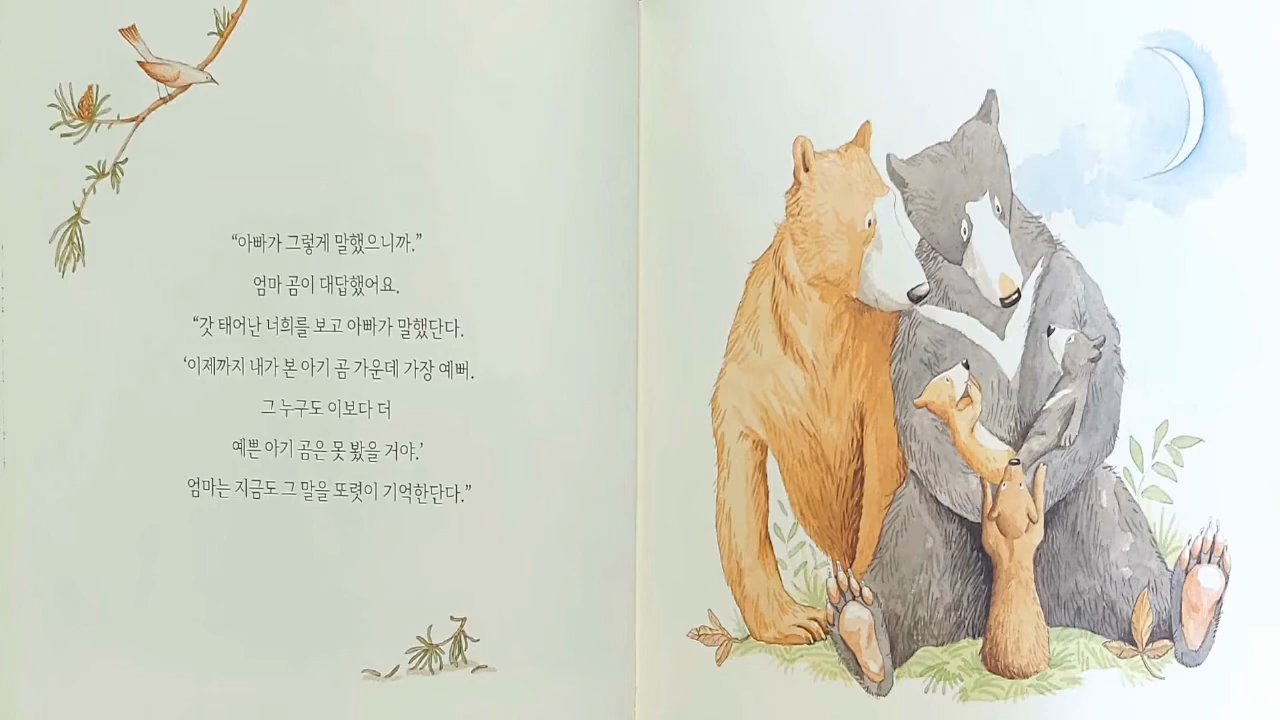 “아빠가 그렇게 말했으니까.”
엄마 곰이 대답했어요.
“갓 태어난 너희를 보고 아빠가 말했단다.
‘이제까지 내가 본 아기 곰 가운데 가장 예뻐.
그 누구도 이보다 더
예쁜 아기 곰은 못 봤을 거야.’
엄마는 지금도 그 말을 또렷이 기억한단다.”